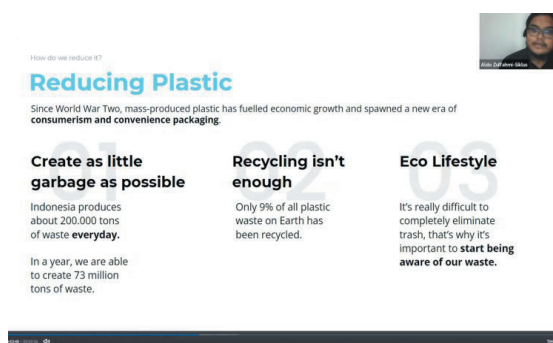 How do we reduce it?
Reducing Plastic
Since World War Two, mass-produced plastic has fuelled economic growth and spawned a new era of
consumerism and convenience packaging.
01
Create as little
garbage as possible
Indonesia produces
about 200.000 tons
of waste everyday.
In a year, we are able
to create 73 million
tons of waste.
02
Recycling isn't
enough
Only 9% of all plastic
waste on Earth has
been recycled.
03
Eco Lifestyle
It's really difficult to
completely eliminate
trash, that's why it's
important to start being
aware of our waste.
Aldo Zulfahmi-Siklus